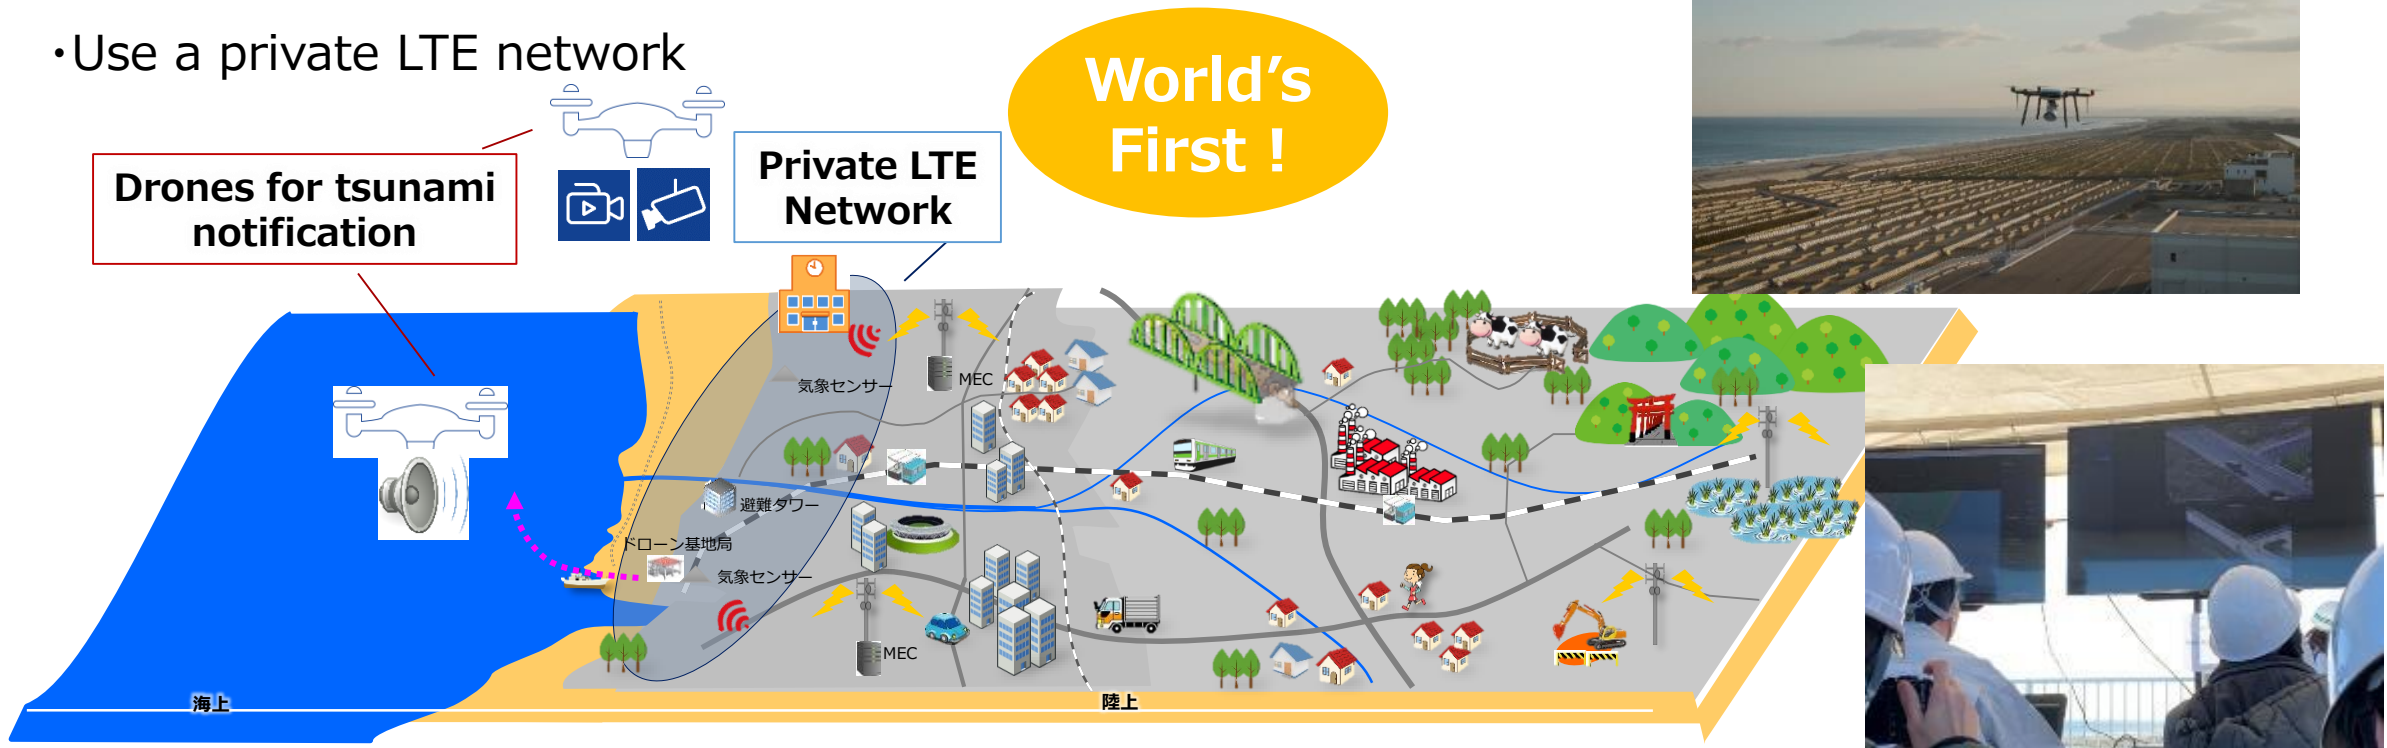 ・Use a private LTE network
World's
First！
Drones for tsunami
notification
Private LTE
Network
気象センサー
MEC
避難タワー
ドローン基地局
気象センサー
MEC
海上
陸上